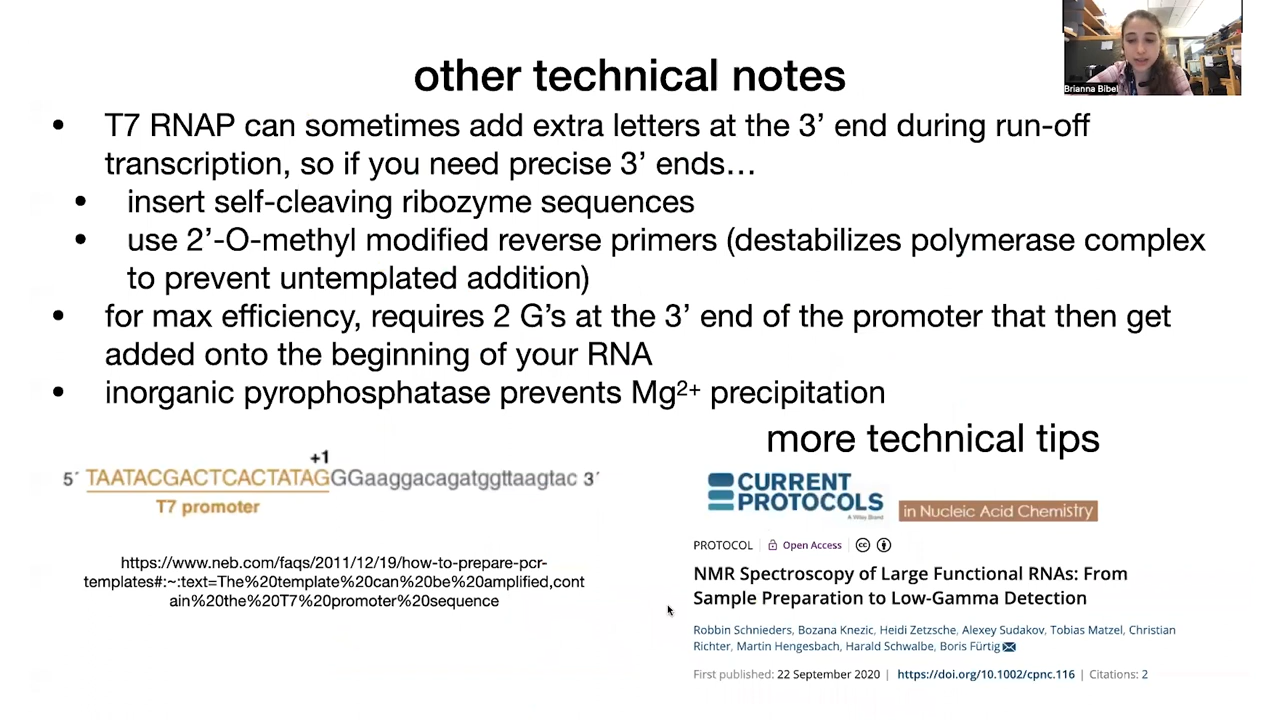 Brianna Bibel
other technical notes
• T7 RNAP can sometimes add extra letters at the 3’ end during run-off
transcription, so if you need precise 3’ ends…
• insert self-cleaving ribozyme sequences
• use 2’-O-methyl modified reverse primers (destabilizes polymerase complex
to prevent untemplated addition)
• for max efficiency, requires 2 G’s at the 3’ end of the promoter that then get
added onto the beginning of your RNA
• inorganic pyrophosphatase prevents Mg²⁺ precipitation
+1
5´ TAATACGACTCACTATAGGGaaggacagatggttaagtac 3´
T7 promoter
https://www.neb.com/faqs/2011/12/19/how-to-prepare-pcr-
templates#:~:text=The%20template%20can%20be%20amplified,cont
ain%20the%20T7%20promoter%20sequence
more technical tips
CURRENT
PROTOCOLS
A Wiley Brand
in Nucleic Acid Chemistry
PROTOCOL | Open Access
NMR Spectroscopy of Large Functional RNAs: From
Sample Preparation to Low-Gamma Detection
Robbin Schnieders, Bozana Knezic, Heidi Zetzsche, Alexey Sudakov, Tobias Matzel, Christian
Richter, Martin Hengesbach, Harald Schwalbe, Boris Fürtig
First published: 22 September 2020 | https://doi.org/10.1002/cpnc.116 | Citations: 2